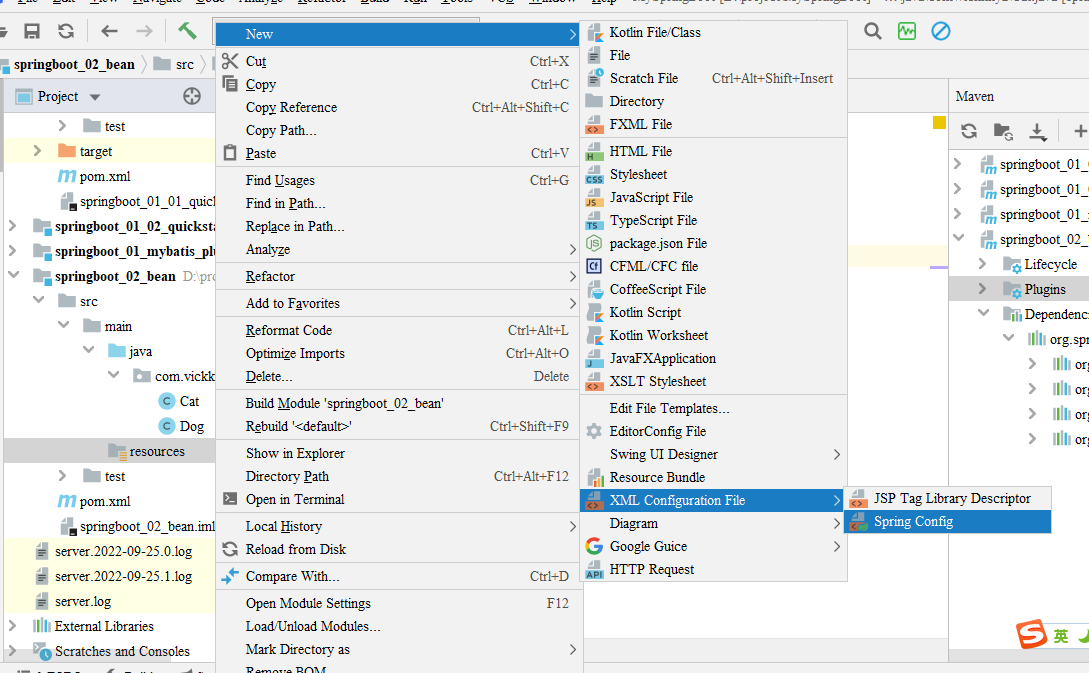 springboot_02_bean
src
Project
test
target
pom.xml
springboot_01_01_quick
springboot_01_02_quicksta
springboot_01_mybatis_pl
springboot_02_bean
src
main
java
com.vickk
Cat
Dog
resources
test
pom.xml
springboot_02_bean.iml
server.2022-09-25.0.log
server.2022-09-25.1.log
server.log
External Libraries
Scratches and Consoles
New
Cut Ctrl+X
Copy Ctrl+C
Copy Reference Ctrl+Alt+Shift+C
Copy Path...
Paste Ctrl+V
Find Usages Ctrl+G
Find in Path...
Replace in Path...
Analyze
Refactor
Add to Favorites
Reformat Code Ctrl+Alt+L
Optimize Imports Ctrl+Alt+O
Delete... Delete
Build Module 'springboot_02_bean'
Rebuild '<default>' Ctrl+Shift+F9
Show in Explorer
Directory Path Ctrl+Alt+F12
Open in Terminal
Local History
Reload from Disk
Compare With... Ctrl+D
Open Module Settings F12
Load/Unload Modules...
Mark Directory as
Remove BOM
Kotlin File/Class
File
Scratch File Ctrl+Alt+Shift+Insert
Directory
FXML File
HTML File
Stylesheet
JavaScript File
TypeScript File
package.json File
CFML/CFC file
CoffeeScript File
Kotlin Script
Kotlin Worksheet
JavaFXApplication
XSLT Stylesheet
Edit File Templates...
EditorConfig File
Swing UI Designer
Resource Bundle
XML Configuration File
Diagram
Google Guice
HTTP Request
JSP Tag Library Descriptor
Spring Config
Maven
springboot_01_
springboot_01_
springboot_01_
springboot_02_
Lifecycle
Plugins
Dependenc
org.spr
org
org
org
org
英